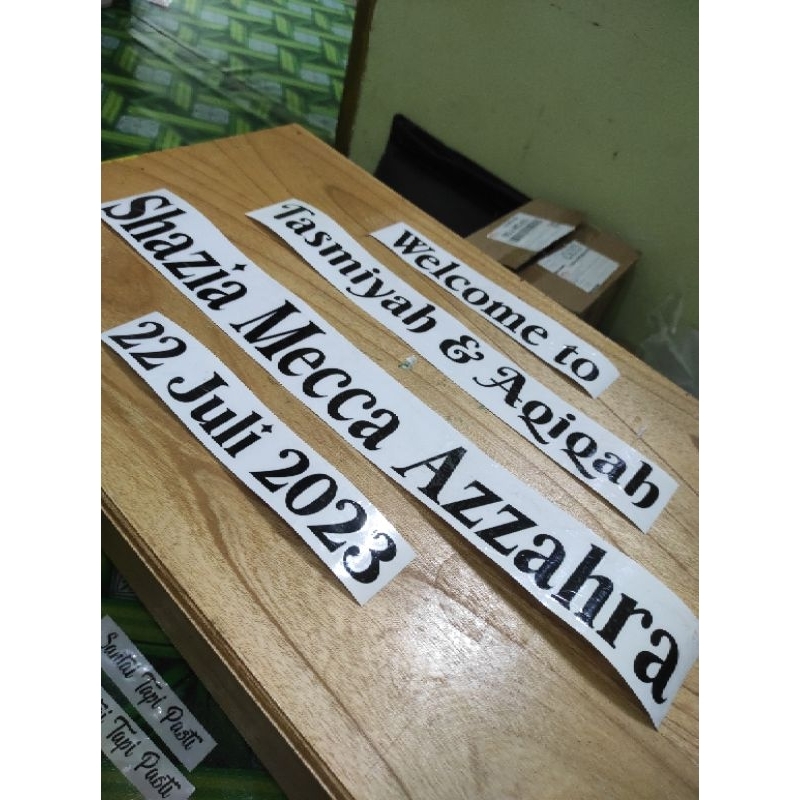 Welcome to
Tasmiyah & Aqiqah
Shazia Mecca Azzahra
22 Juli 2023
Santai Tapi Pasti
Tapi Pasti